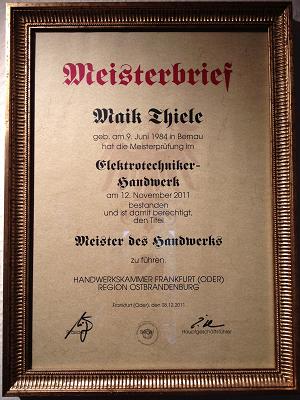 Meisterbrief
Maik Thiele
geb. am 9. Juni 1984 in Bernau
hat die Meisterprüfung im
Elektrotechniker-
Handwerk
am 12. November 2011
bestanden
und ist damit berechtigt,
den Titel
Meister des Handwerks
zu führen.
HANDWERKSKAMMER FRANKFURT (ODER)
REGION OSTBRANDENBURG
Frankfurt (Oder), den 08.12.2011
Hauptgeschäftsführer